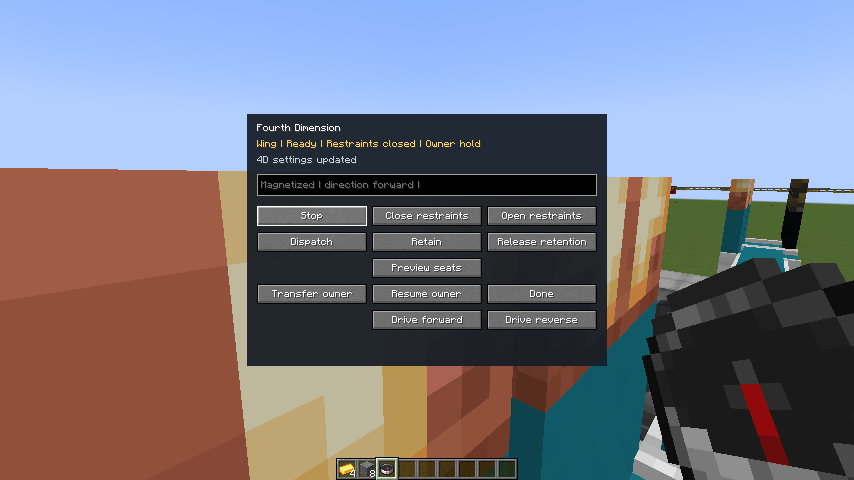 Fourth Dimension
Wing | Ready | Restraints closed | Owner hold
4D settings updated
Magnetized | direction forward |
Stop Close restraints Open restraints
Dispatch Retain Release retention
Preview seats
Transfer owner Resume owner Done
Drive forward Drive reverse
4 8